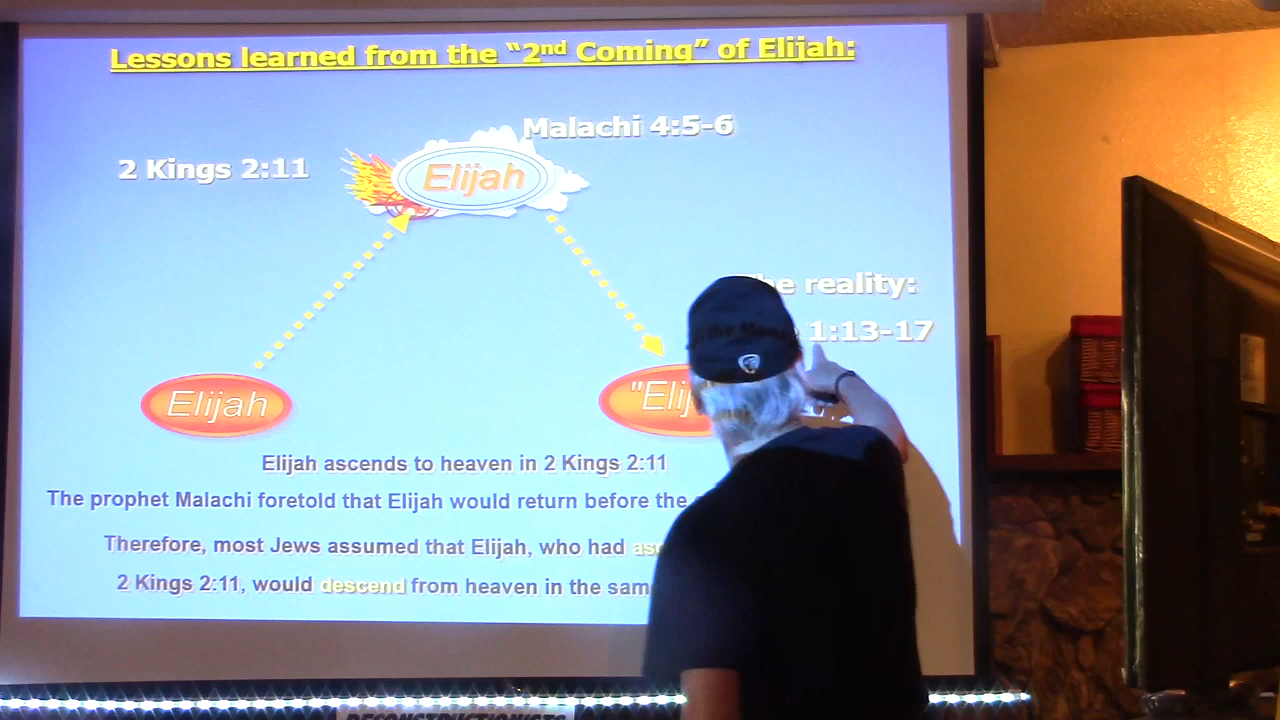 Lessons learned from the “2nd Coming” of Elijah:
Malachi 4:5-6
2 Kings 2:11
Elijah
The reality:
1:13-17
Elijah
"Elij
Elijah ascends to heaven in 2 Kings 2:11
The prophet Malachi foretold that Elijah would return before the
Therefore, most Jews assumed that Elijah, who had
2 Kings 2:11, would descend from heaven in the
DECONSTRUCTIONISTS